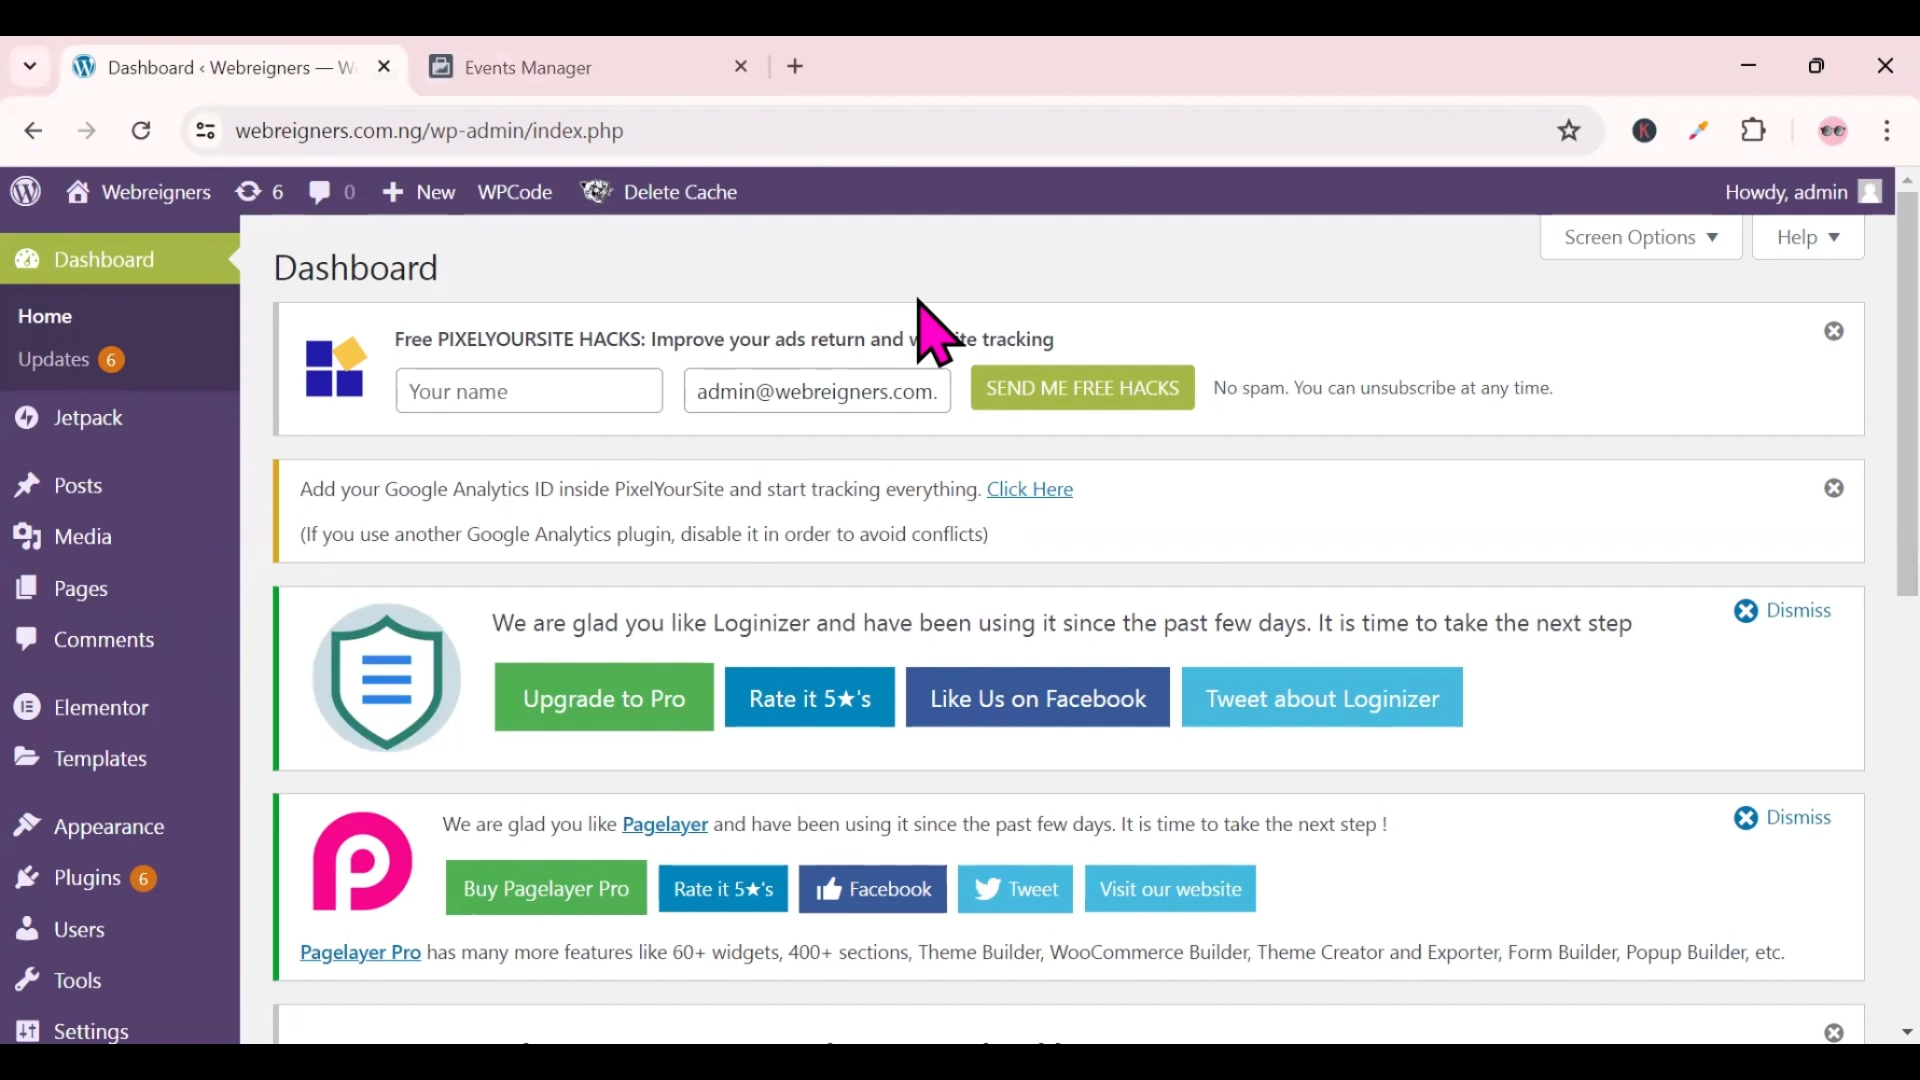 Dashboard ‹ Webreigners — W
Events Manager
webreigners.com.ng/wp-admin/index.php
K
Webreigners
6
0
New
WPCode
Delete Cache
Howdy, admin
Screen Options
Help
Dashboard
Home
Updates 6
Jetpack
Posts
Media
Pages
Comments
Elementor
Templates
Appearance
Plugins 6
Users
Tools
Settings
Dashboard
Free PIXELYOURSITE HACKS: Improve your ads return and tracking
Your name
admin@webreigners.com.
SEND ME FREE HACKS
No spam. You can unsubscribe at any time.
Add your Google Analytics ID inside PixelYourSite and start tracking everything. Click Here
(If you use another Google Analytics plugin, disable it in order to avoid conflicts)
We are glad you like Loginizer and have been using it since the past few days. It is time to take the next step
Dismiss
Upgrade to Pro
Rate it 5★'s
Like Us on Facebook
Tweet about Loginizer
We are glad you like Pagelayer and have been using it since the past few days. It is time to take the next step !
Dismiss
Buy Pagelayer Pro
Rate it 5★'s
Facebook
Tweet
Visit our website
Pagelayer Pro has many more features like 60+ widgets, 400+ sections, Theme Builder, WooCommerce Builder, Theme Creator and Exporter, Form Builder, Popup Builder, etc.